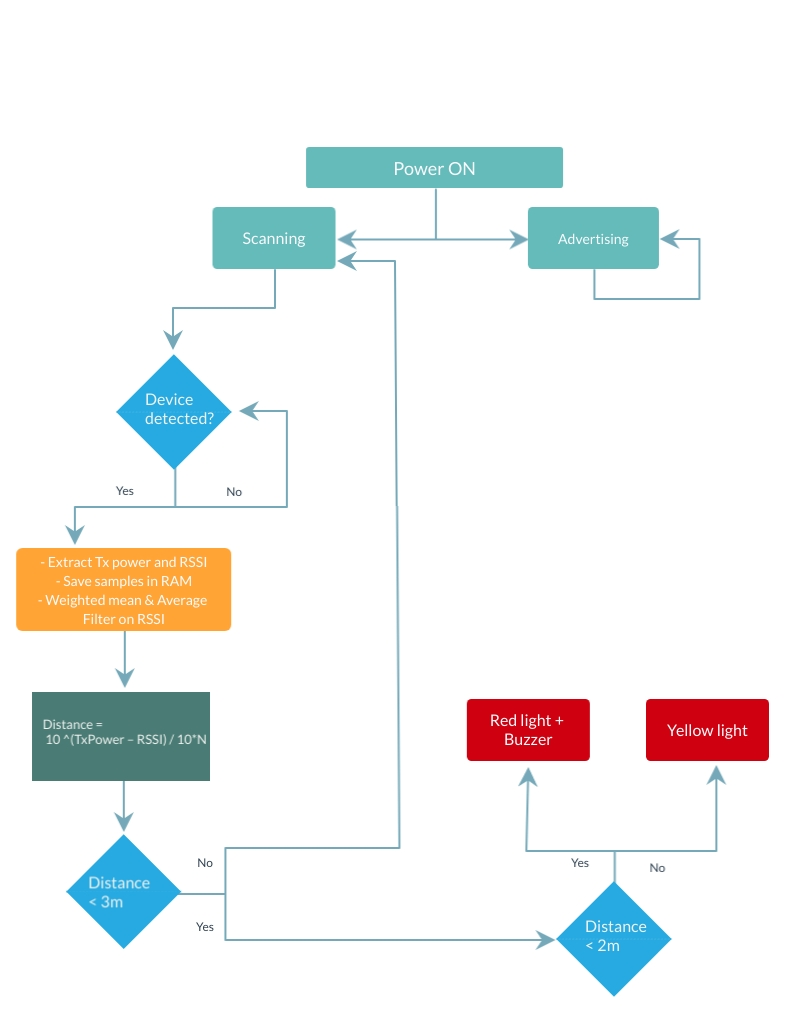 Power ON
Scanning
Advertising
Device
detected?
Yes
No
- Extract Tx power and RSSI
- Save samples in RAM
- Weighted mean & Average
Filter on RSSI
Distance =
10 ^(TxPower – RSSI) / 10*N
Red light +
Buzzer
Yellow light
No
Distance
< 3m
Yes
Yes
No
Distance
< 2m